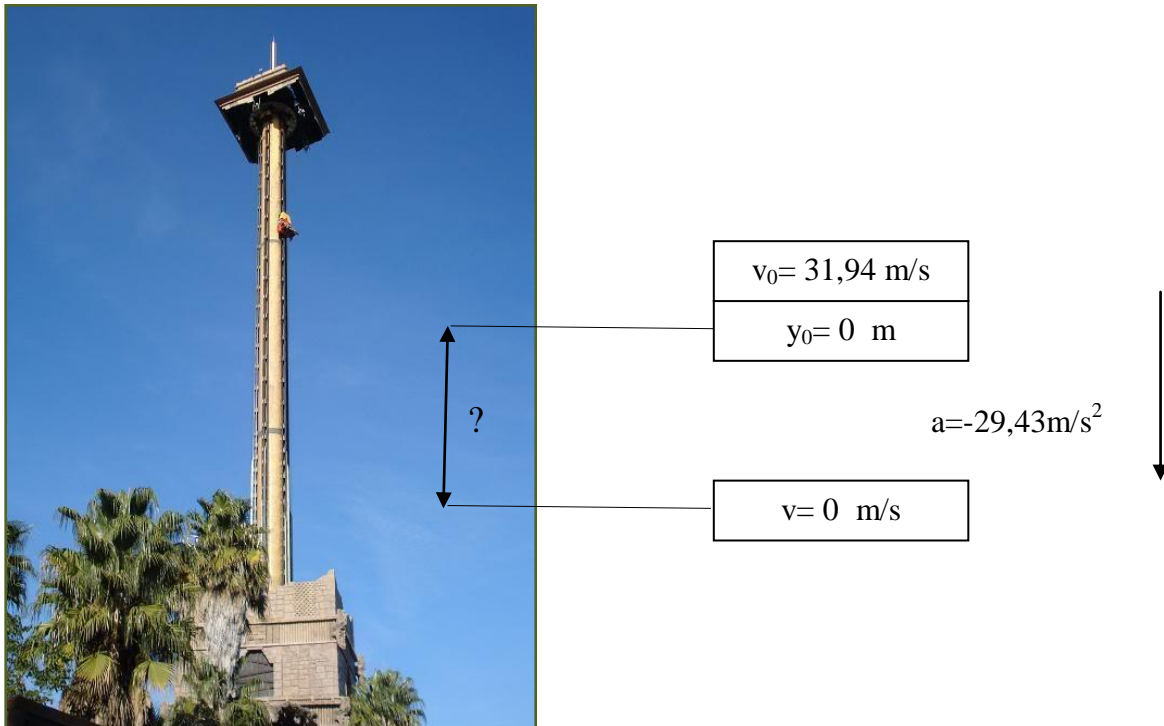 v₀= 31,94 m/s
y₀= 0 m
?
a=-29,43m/s²
v= 0 m/s